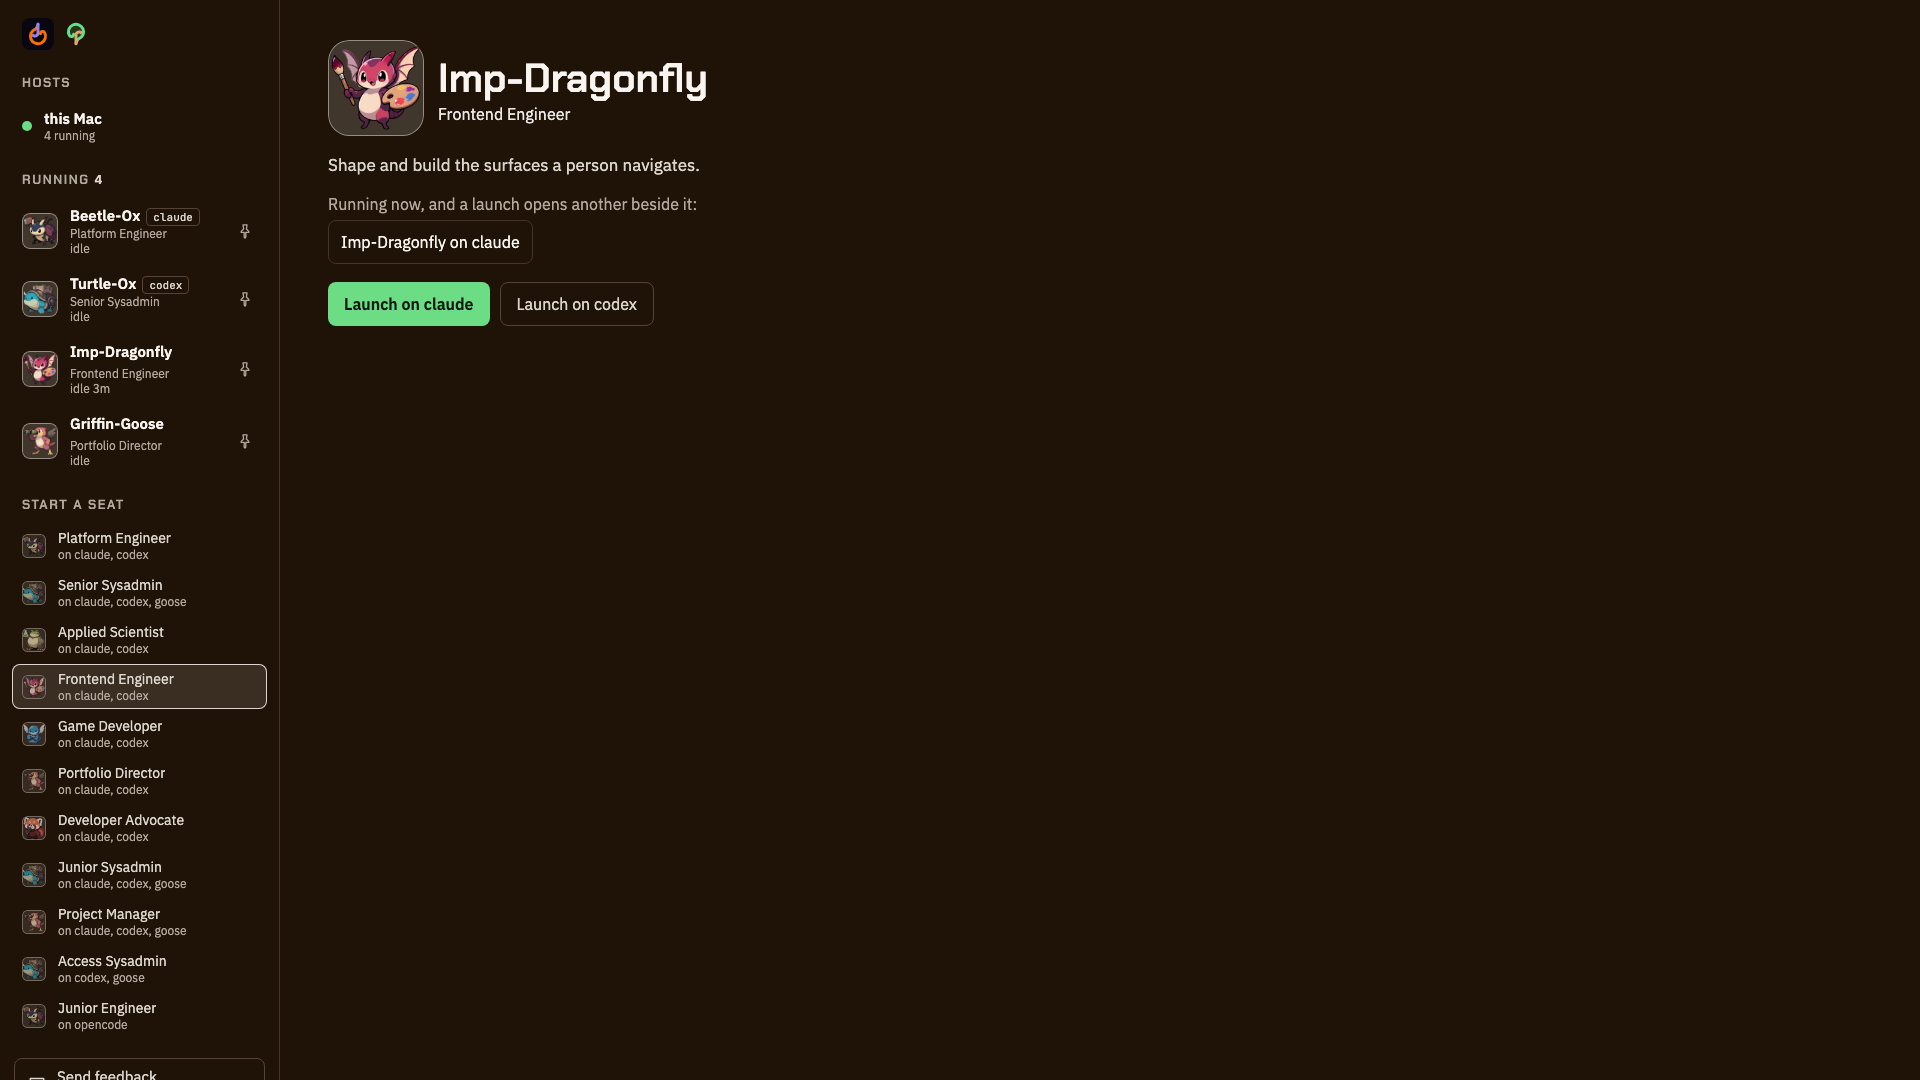 HOSTS
this Mac
4 running
RUNNING 4
Beetle-Ox claude
Platform Engineer
idle
Turtle-Ox codex
Senior Sysadmin
idle
Imp-Dragonfly
Frontend Engineer
idle 3m
Griffin-Goose
Portfolio Director
idle
START A SEAT
Platform Engineer
on claude, codex
Senior Sysadmin
on claude, codex, goose
Applied Scientist
on claude, codex
Frontend Engineer
on claude, codex
Game Developer
on claude, codex
Portfolio Director
on claude, codex
Developer Advocate
on claude, codex
Junior Sysadmin
on claude, codex, goose
Project Manager
on claude, codex, goose
Access Sysadmin
on codex, goose
Junior Engineer
on opencode
Send feedback
Imp-Dragonfly
Frontend Engineer
Shape and build the surfaces a person navigates.
Running now, and a launch opens another beside it:
Imp-Dragonfly on claude
Launch on claude
Launch on codex